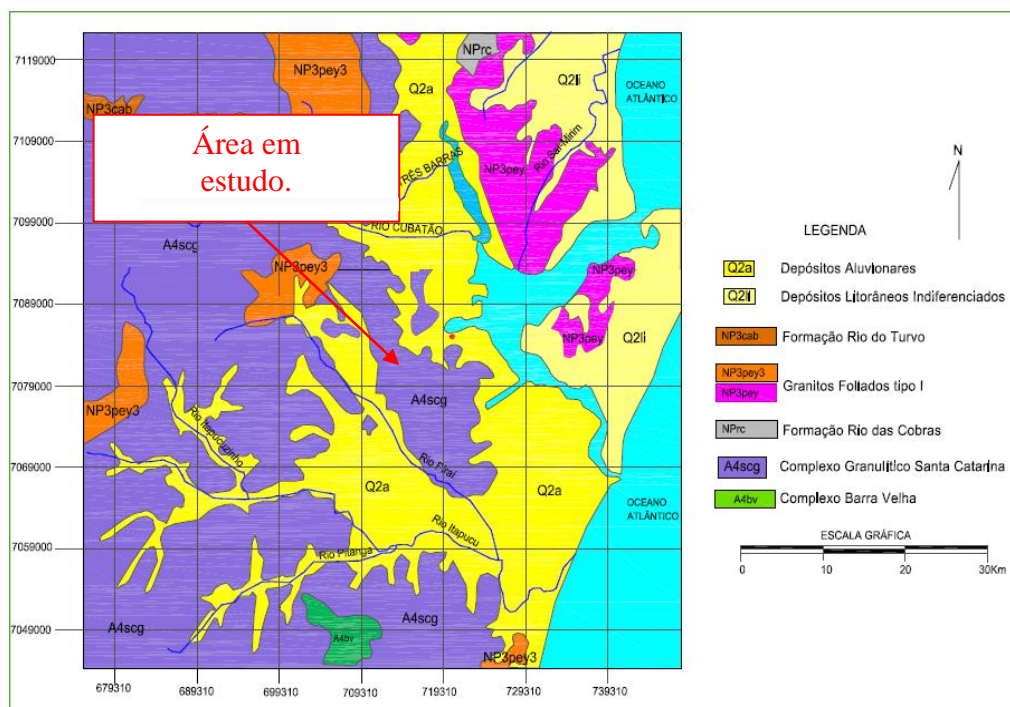 7119000
7109000
7099000
7089000
7079000
7069000
7059000
7049000
679310
689310
699310
709310
719310
729310
739310
NPrc
NP3pey3
Q2a
Q2li
OCEANO
ATLÂNTICO
NP3cab
Área em
estudo.
TRÊS BARRAS
NP3pey
RIO CUBATÃO
A4scg
NP3pey3
NP3pey
NP3pey
Q2li
A4scg
NP3pey3
Rio Itapucuzinho
Rio Piraí
Q2a
Q2a
OCEANO
ATLÂNTICO
Rio Itapucu
Rio Pitanga
A4scg
A4scg
A4bv
NP3pey3
N
LEGENDA
Q2a Depósitos Aluvionares
Q2li Depósitos Litorâneos Indiferenciados
NP3cab Formação Rio do Turvo
NP3pey3
NP3pey Granitos Foliados tipo I
NPrc Formação Rio das Cobras
A4scg Complexo Granulítico Santa Catarina
A4bv Complexo Barra Velha
ESCALA GRÁFICA
0 10 20 30Km